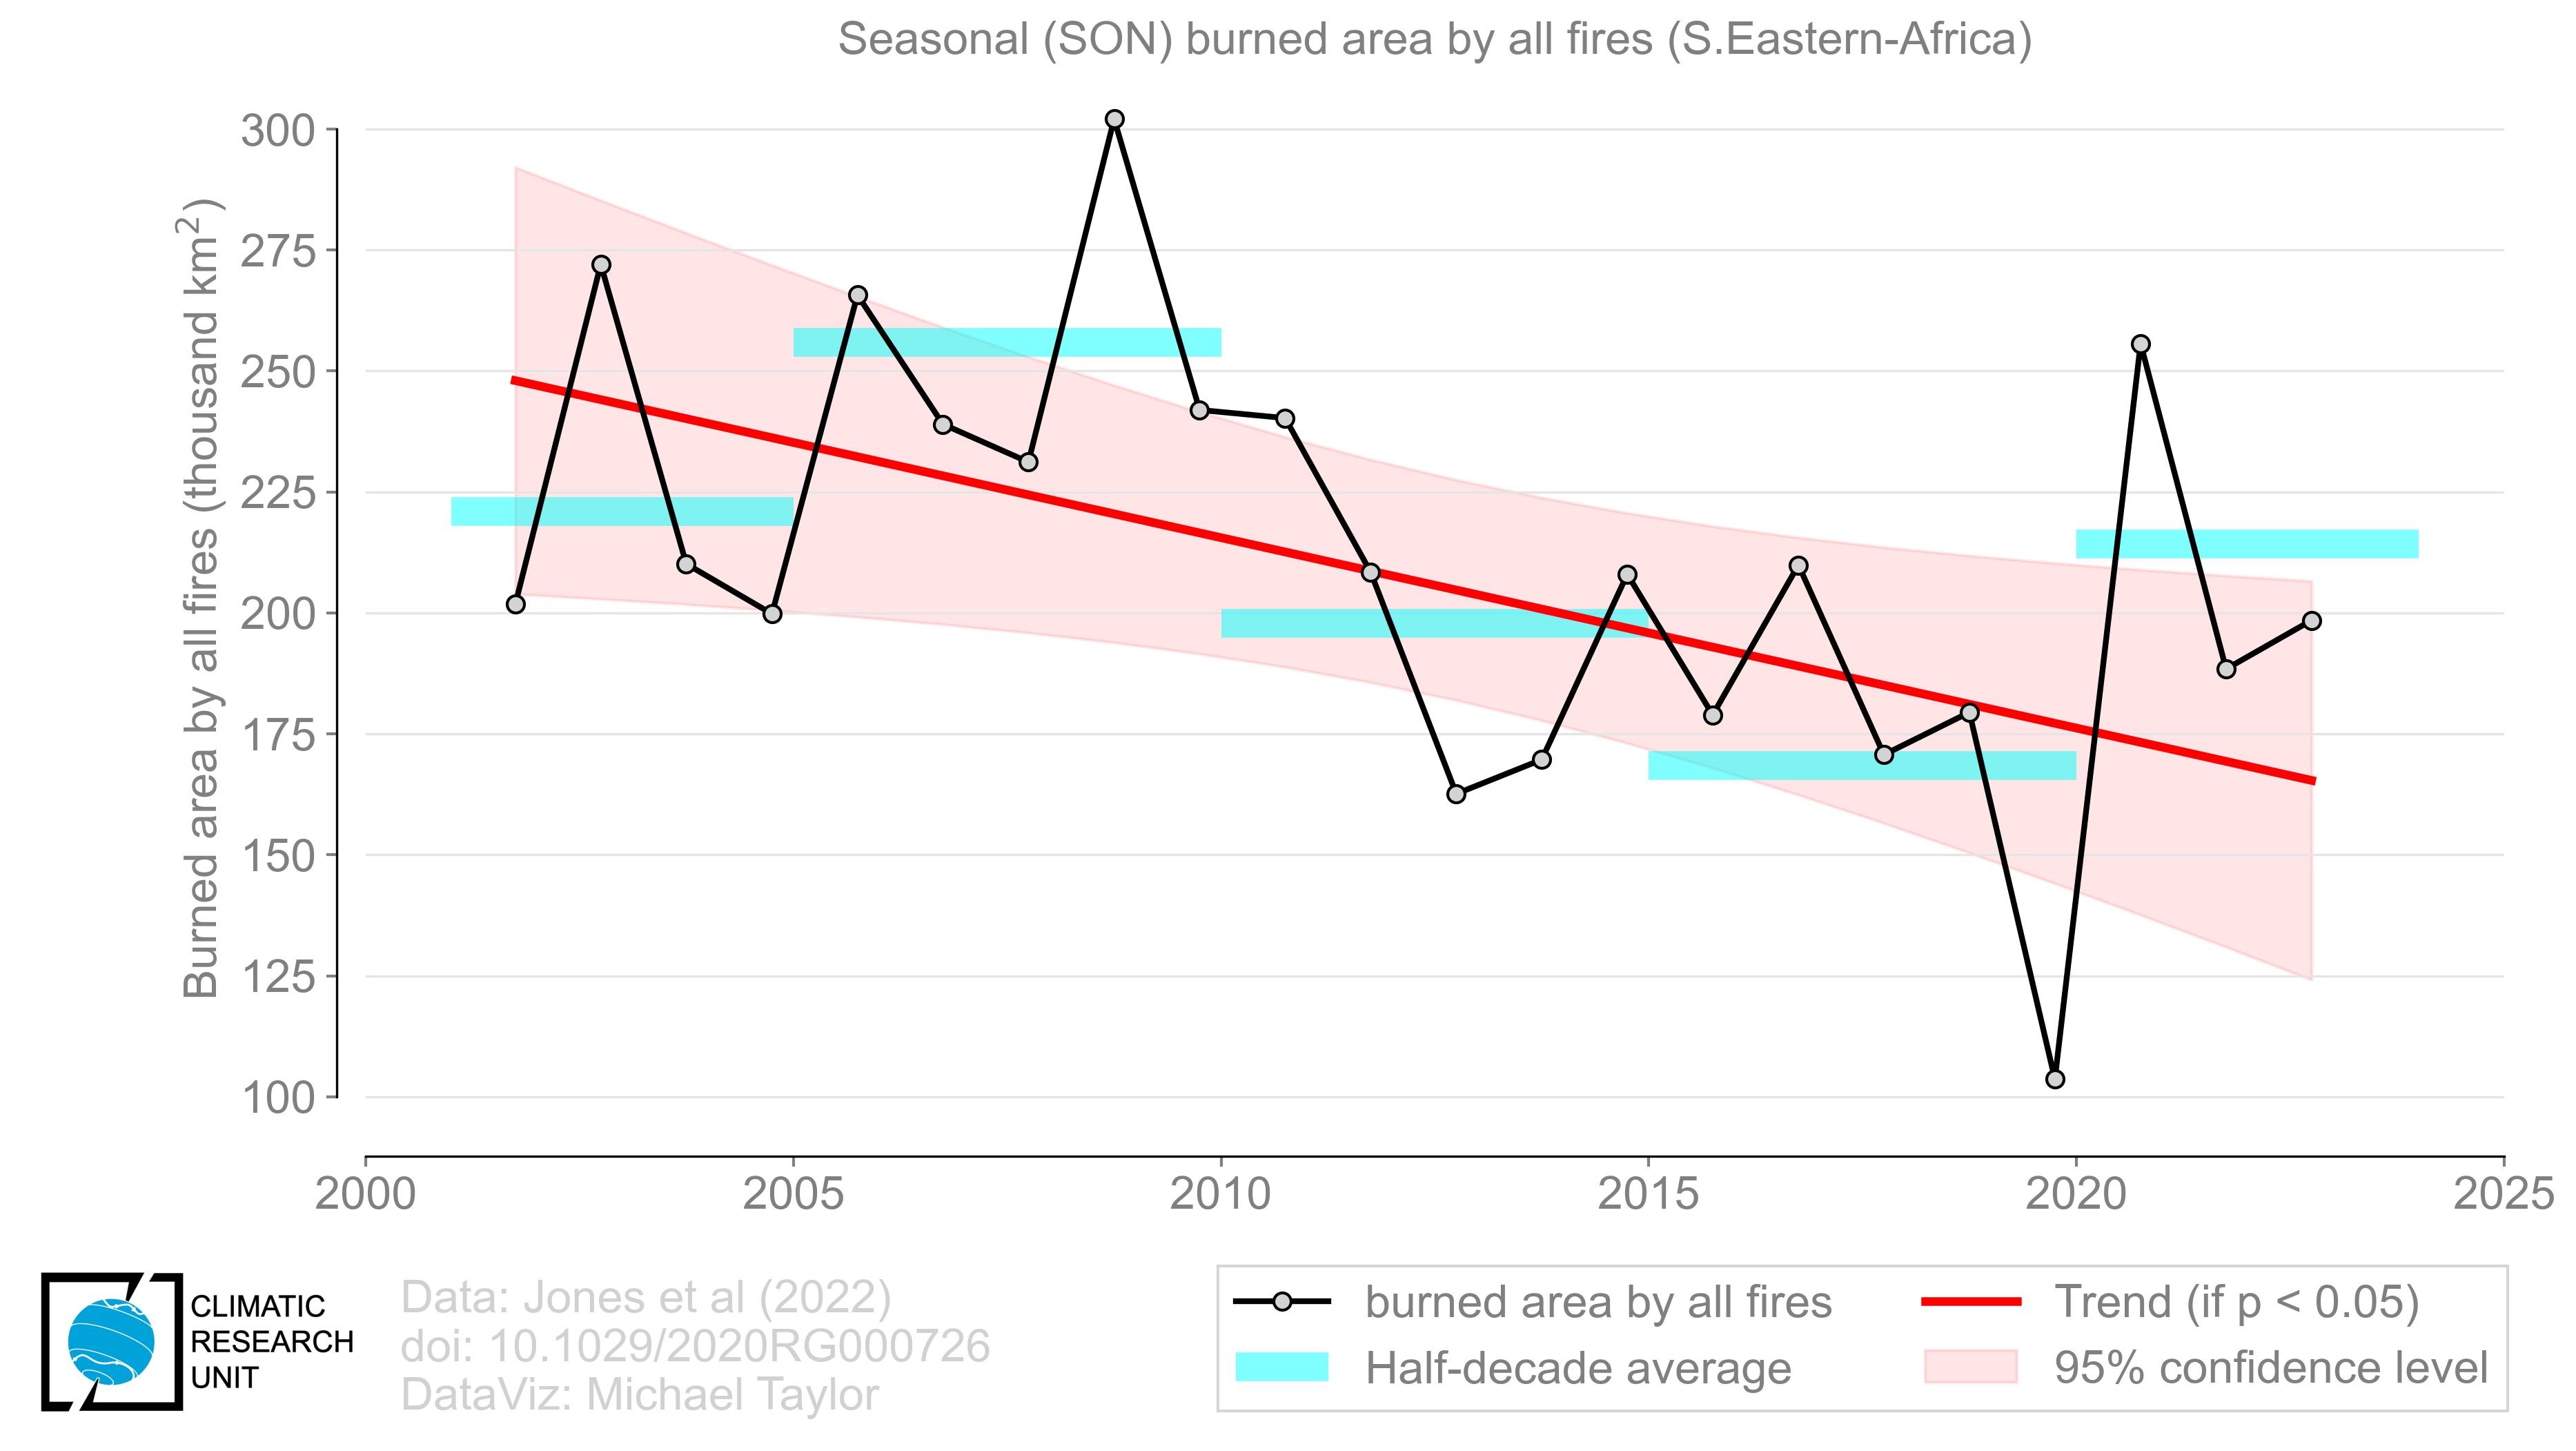 Seasonal (SON) burned area by all fires (S.Eastern-Africa)
Burned area by all fires (thousand km²)
300
275
250
225
200
175
150
125
100
2000 2005 2010 2015 2020 2025
CLIMATIC
RESEARCH
UNIT
Data: Jones et al (2022)
doi: 10.1029/2020RG000726
DataViz: Michael Taylor
burned area by all fires
Half-decade average
Trend (if p < 0.05)
95% confidence level